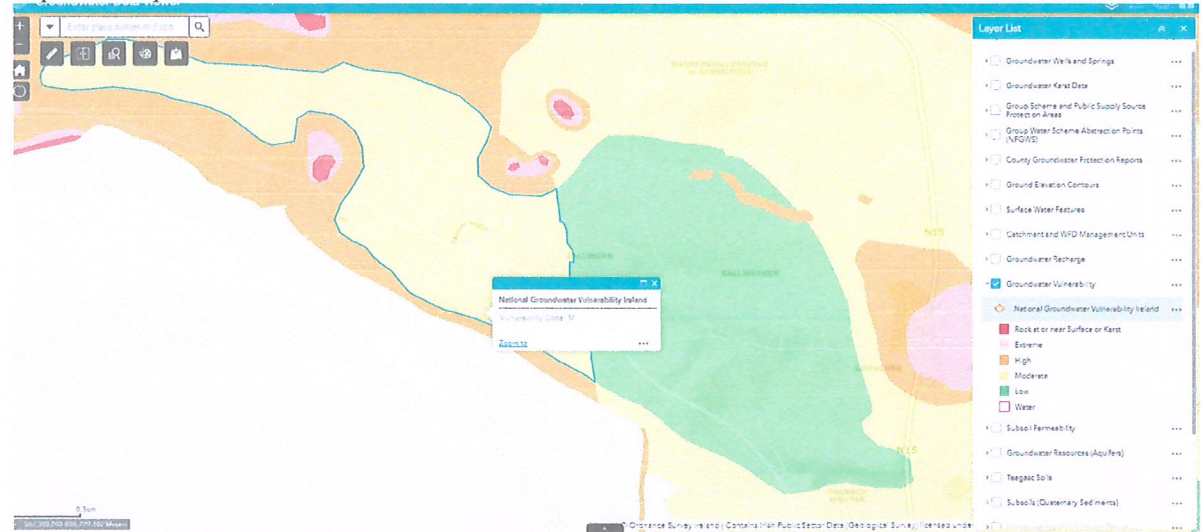 Groundwater Data Viewer
Layer List
Groundwater Wells and Springs
Groundwater Karst Data
Group Scheme and Public Supply Source
Protection Areas
Group Water Scheme Abstraction Points
(NFGWS)
County Groundwater Protection Reports
Ground Elevation Contours
Surface Water Features
Catchment and WFD Management Units
Groundwater Recharge
Groundwater Vulnerability
National Groundwater Vulnerability Ireland
Rock at or near Surface or Karst
Extreme
High
Moderate
Low
Water
Subsoil Permeability
Groundwater Resources (Aquifers)
Teagasc Soils
Subsoils (Quaternary Sediments)
N15
National Groundwater Vulnerability Ireland
Vulnerability Code M
Zoom to
N15
0.3km
© Ordnance Survey Ireland | Contains Irish Public Sector Data (Geological Survey) licensed under